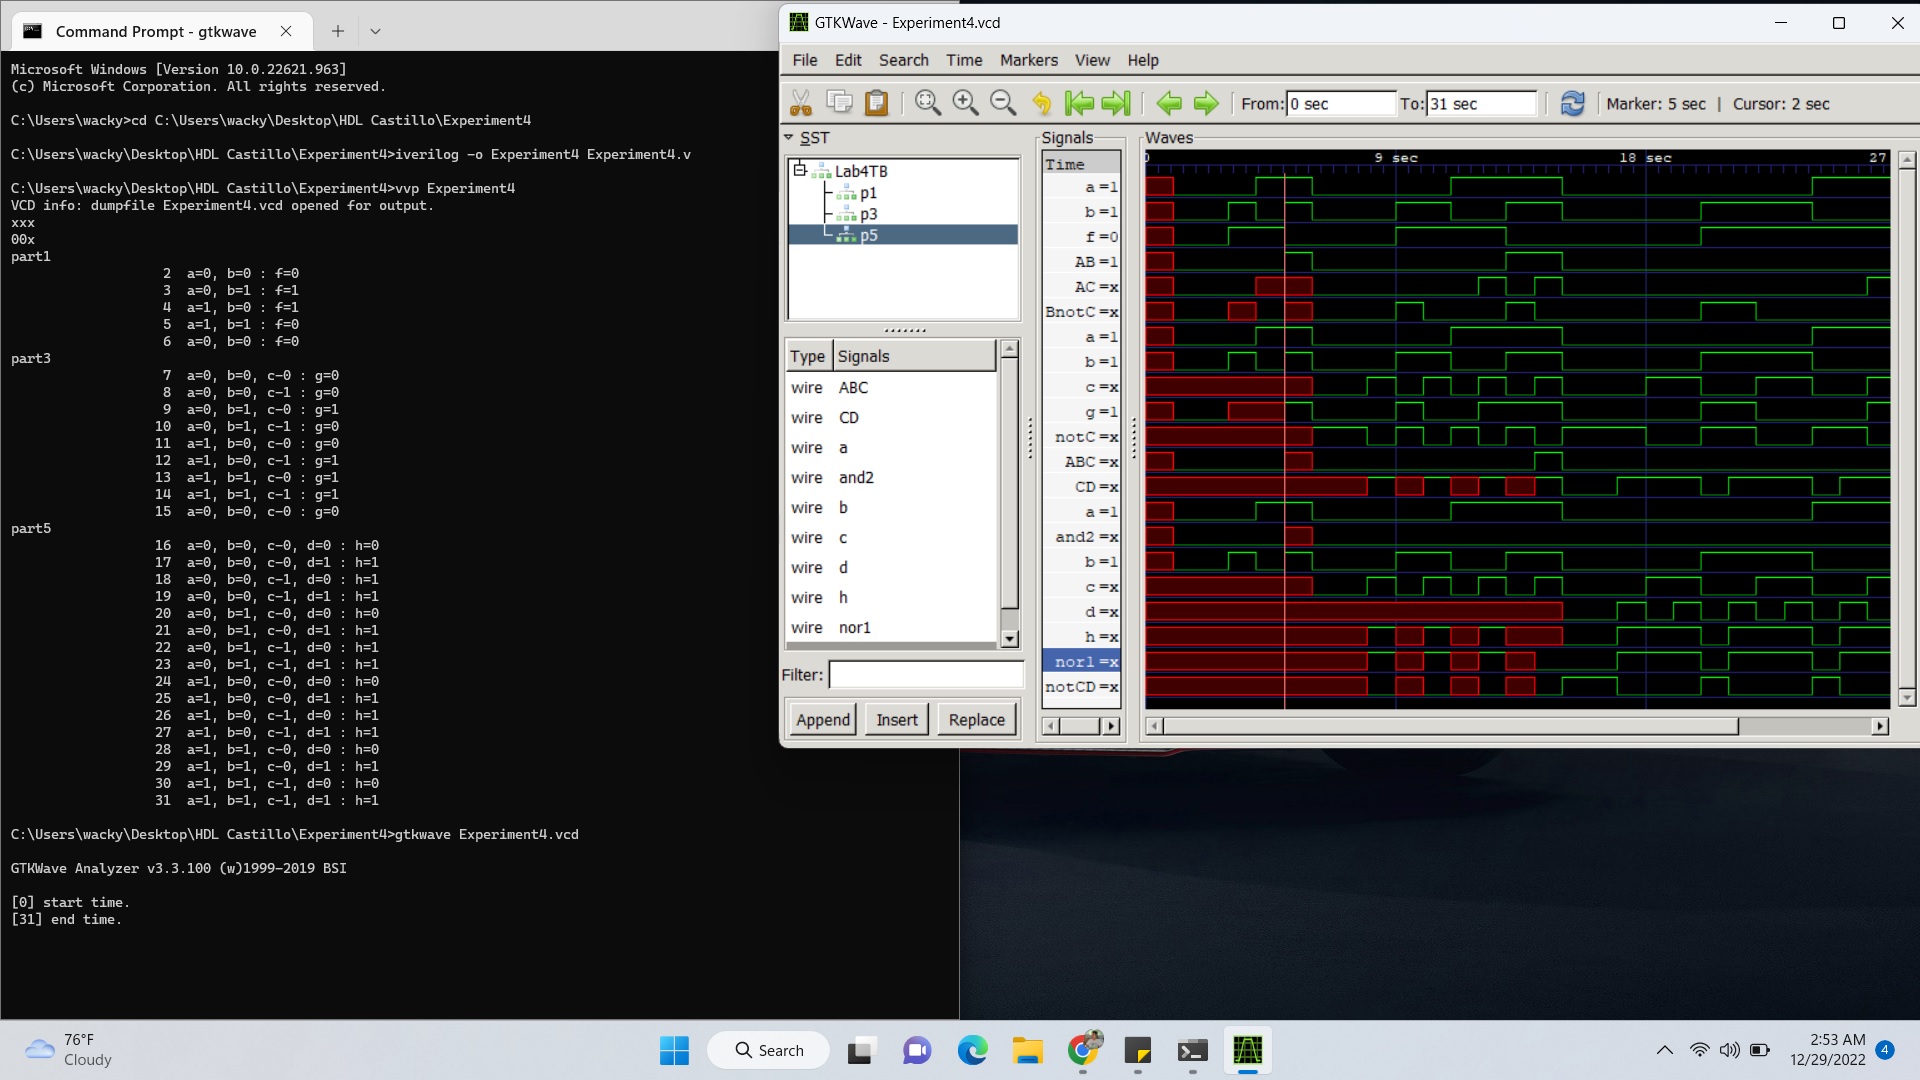 Command Prompt - gtkwave
Microsoft Windows [Version 10.0.22621.963]
(c) Microsoft Corporation. All rights reserved.
C:\Users\wacky>cd C:\Users\wacky\Desktop\HDL Castillo\Experiment4
C:\Users\wacky\Desktop\HDL Castillo\Experiment4>iverilog -o Experiment4 Experiment4.v
C:\Users\wacky\Desktop\HDL Castillo\Experiment4>vvp Experiment4
VCD info: dumpfile Experiment4.vcd opened for output.
xxx
00x
part1
2 a=0, b=0 : f=0
3 a=0, b=1 : f=1
4 a=1, b=0 : f=1
5 a=1, b=1 : f=0
6 a=0, b=0 : f=0
part3
7 a=0, b=0, c-0 : g=0
8 a=0, b=0, c-1 : g=0
9 a=0, b=1, c-0 : g=1
10 a=0, b=1, c-1 : g=0
11 a=1, b=0, c-0 : g=0
12 a=1, b=0, c-1 : g=1
13 a=1, b=1, c-0 : g=1
14 a=1, b=1, c-1 : g=1
15 a=0, b=0, c-0 : g=0
part5
16 a=0, b=0, c-0, d=0 : h=0
17 a=0, b=0, c-0, d=1 : h=1
18 a=0, b=0, c-1, d=0 : h=1
19 a=0, b=0, c-1, d=1 : h=1
20 a=0, b=1, c-0, d=0 : h=0
21 a=0, b=1, c-0, d=1 : h=1
22 a=0, b=1, c-1, d=0 : h=1
23 a=0, b=1, c-1, d=1 : h=1
24 a=1, b=0, c-0, d=0 : h=0
25 a=1, b=0, c-0, d=1 : h=1
26 a=1, b=0, c-1, d=0 : h=1
27 a=1, b=0, c-1, d=1 : h=1
28 a=1, b=1, c-0, d=0 : h=0
29 a=1, b=1, c-0, d=1 : h=1
30 a=1, b=1, c-1, d=0 : h=0
31 a=1, b=1, c-1, d=1 : h=1
C:\Users\wacky\Desktop\HDL Castillo\Experiment4>gtkwave Experiment4.vcd
GTKWave Analyzer v3.3.100 (w)1999-2019 BSI
[0] start time.
[31] end time.
GTKWave - Experiment4.vcd
File Edit Search Time Markers View Help
From: 0 sec To: 31 sec Marker: 5 sec | Cursor: 2 sec
SST
Lab4TB
p1
p3
p5
Type Signals
wire ABC
wire CD
wire a
wire and2
wire b
wire c
wire d
wire h
wire nor1
Filter:
Append Insert Replace
Signals
Time
a=1
b=1
f=0
AB=1
AC=x
BnotC=x
a=1
b=1
c=x
g=1
notC=x
ABC=x
CD=x
a=1
and2=x
b=1
c=x
d=x
h=x
nor1=x
notCD=x
Waves
0 9 sec 18 sec 27
76°F
Cloudy
Search
2:53 AM
12/29/2022
4